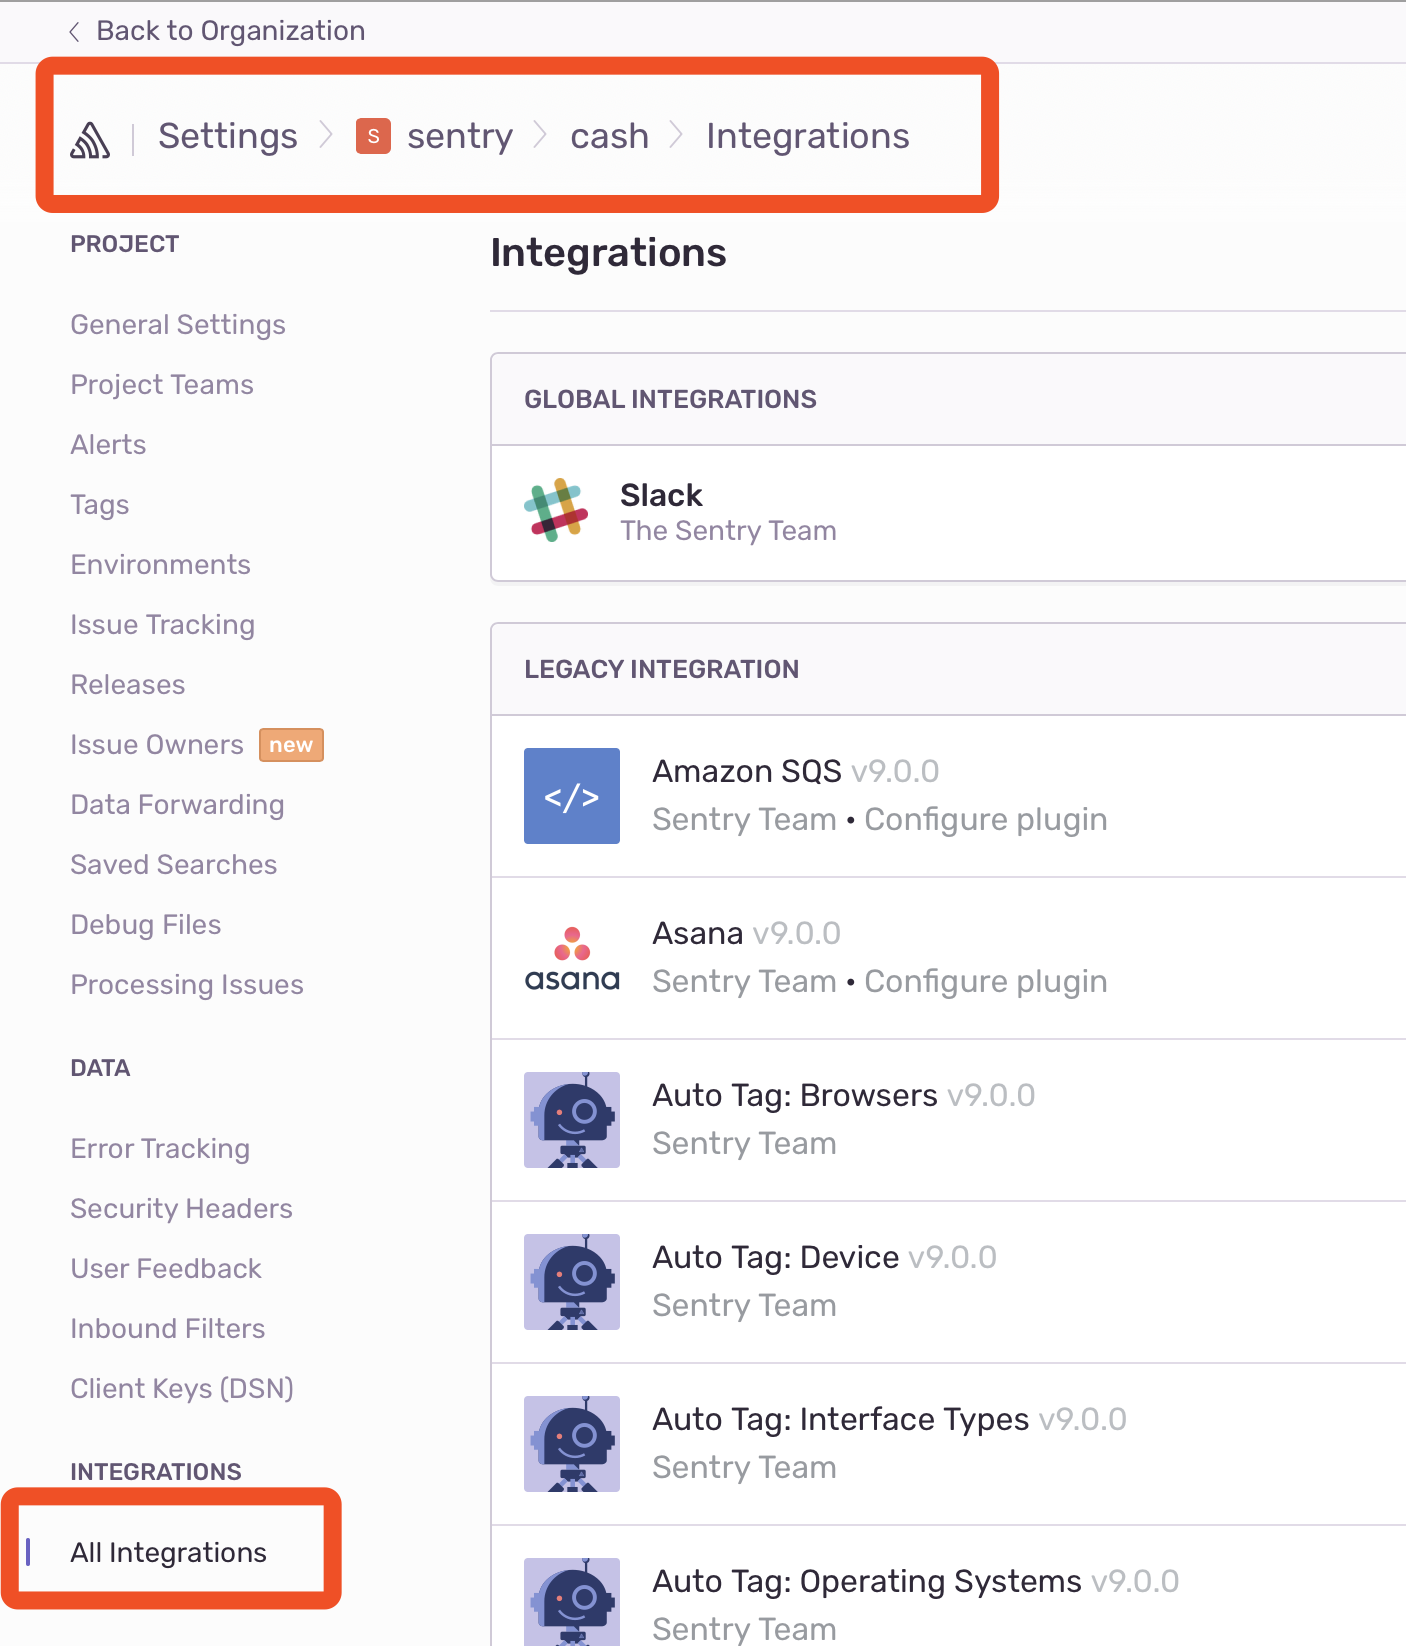 Back to Organization
Settings > S sentry > cash > Integrations
PROJECT
General Settings
Project Teams
Alerts
Tags
Environments
Issue Tracking
Releases
Issue Owners new
Data Forwarding
Saved Searches
Debug Files
Processing Issues
DATA
Error Tracking
Security Headers
User Feedback
Inbound Filters
Client Keys (DSN)
INTEGRATIONS
All Integrations
Integrations
GLOBAL INTEGRATIONS
Slack
The Sentry Team
LEGACY INTEGRATION
</>
Amazon SQS v9.0.0
Sentry Team • Configure plugin
asana
Asana v9.0.0
Sentry Team • Configure plugin
Auto Tag: Browsers v9.0.0
Sentry Team
Auto Tag: Device v9.0.0
Sentry Team
Auto Tag: Interface Types v9.0.0
Sentry Team
Auto Tag: Operating Systems v9.0.0
Sentry Team